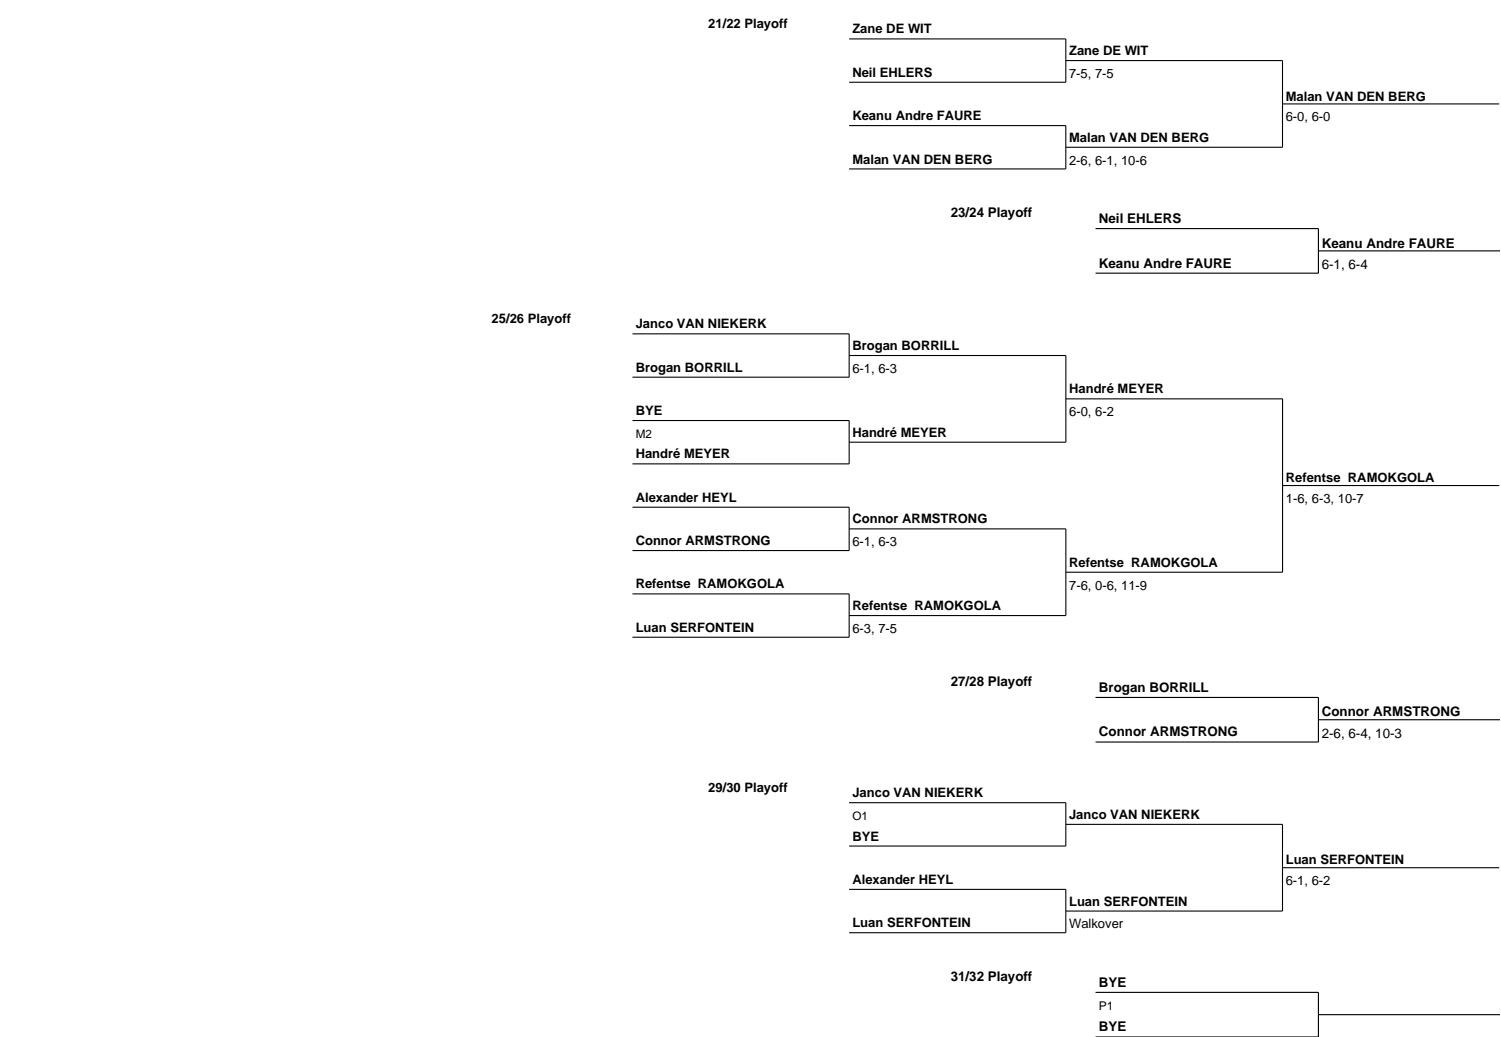 21/22 Playoff
Zane DE WIT
Zane DE WIT
Neil EHLERS
7-5, 7-5
Malan VAN DEN BERG
Keanu Andre FAURE
6-0, 6-0
Malan VAN DEN BERG
Malan VAN DEN BERG
2-6, 6-1, 10-6
23/24 Playoff
Neil EHLERS
Keanu Andre FAURE
Keanu Andre FAURE
6-1, 6-4
25/26 Playoff
Janco VAN NIEKERK
Brogan BORRILL
Brogan BORRILL
6-1, 6-3
Handré MEYER
BYE
6-0, 6-2
M2
Handré MEYER
Handré MEYER
Refentse  RAMOKGOLA
Alexander HEYL
1-6, 6-3, 10-7
Connor ARMSTRONG
Connor ARMSTRONG
6-1, 6-3
Refentse  RAMOKGOLA
Refentse  RAMOKGOLA
7-6, 0-6, 11-9
Refentse  RAMOKGOLA
Luan SERFONTEIN
6-3, 7-5
27/28 Playoff
Brogan BORRILL
Connor ARMSTRONG
Connor ARMSTRONG
2-6, 6-4, 10-3
29/30 Playoff
Janco VAN NIEKERK
O1
Janco VAN NIEKERK
BYE
Luan SERFONTEIN
Alexander HEYL
6-1, 6-2
Luan SERFONTEIN
Luan SERFONTEIN
Walkover
31/32 Playoff
BYE
P1
BYE